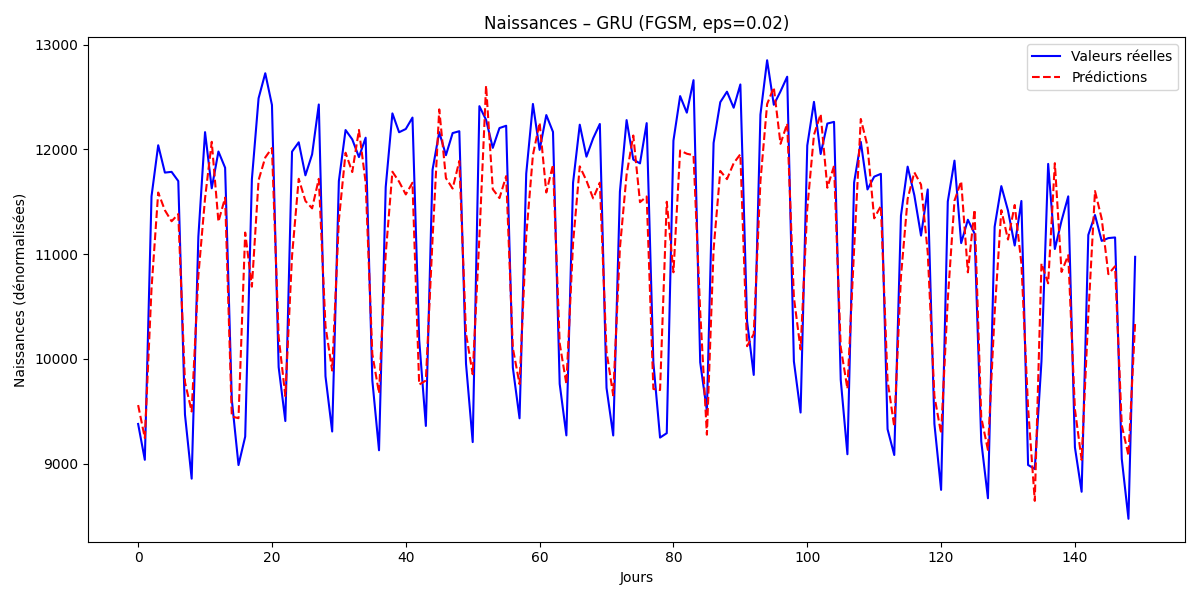 Naissances – GRU (FGSM, eps=0.02)
Valeurs réelles
Prédictions
Naissances (dénormalisées)
13000
12000
11000
10000
9000
0 20 40 60 80 100 120 140
Jours